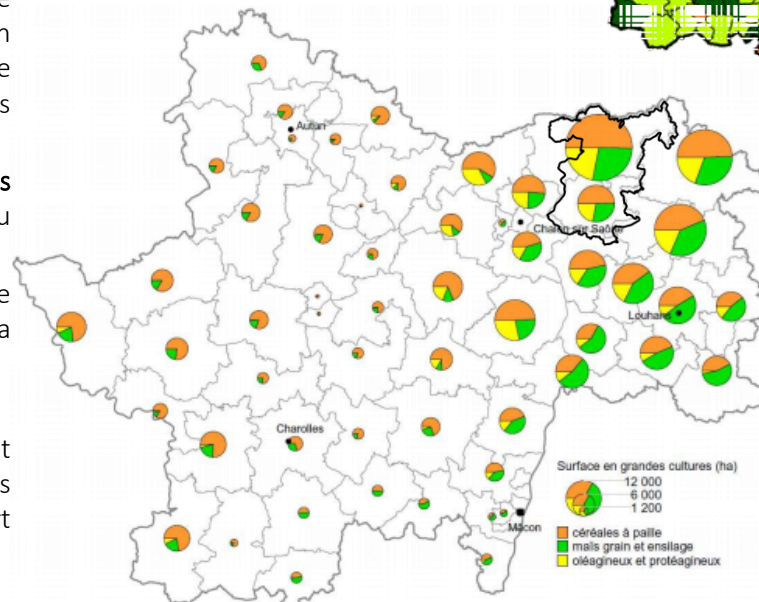 e
n
e
s
s
u
e
a
t
s
rt
Autun
Chalon sur Saône
Louhans
Charolles
Mâcon
Surface en grandes cultures (ha)
12 000
6 000
1 200
céréales à paille
maïs grain et ensilage
oléagineux et protéagineux